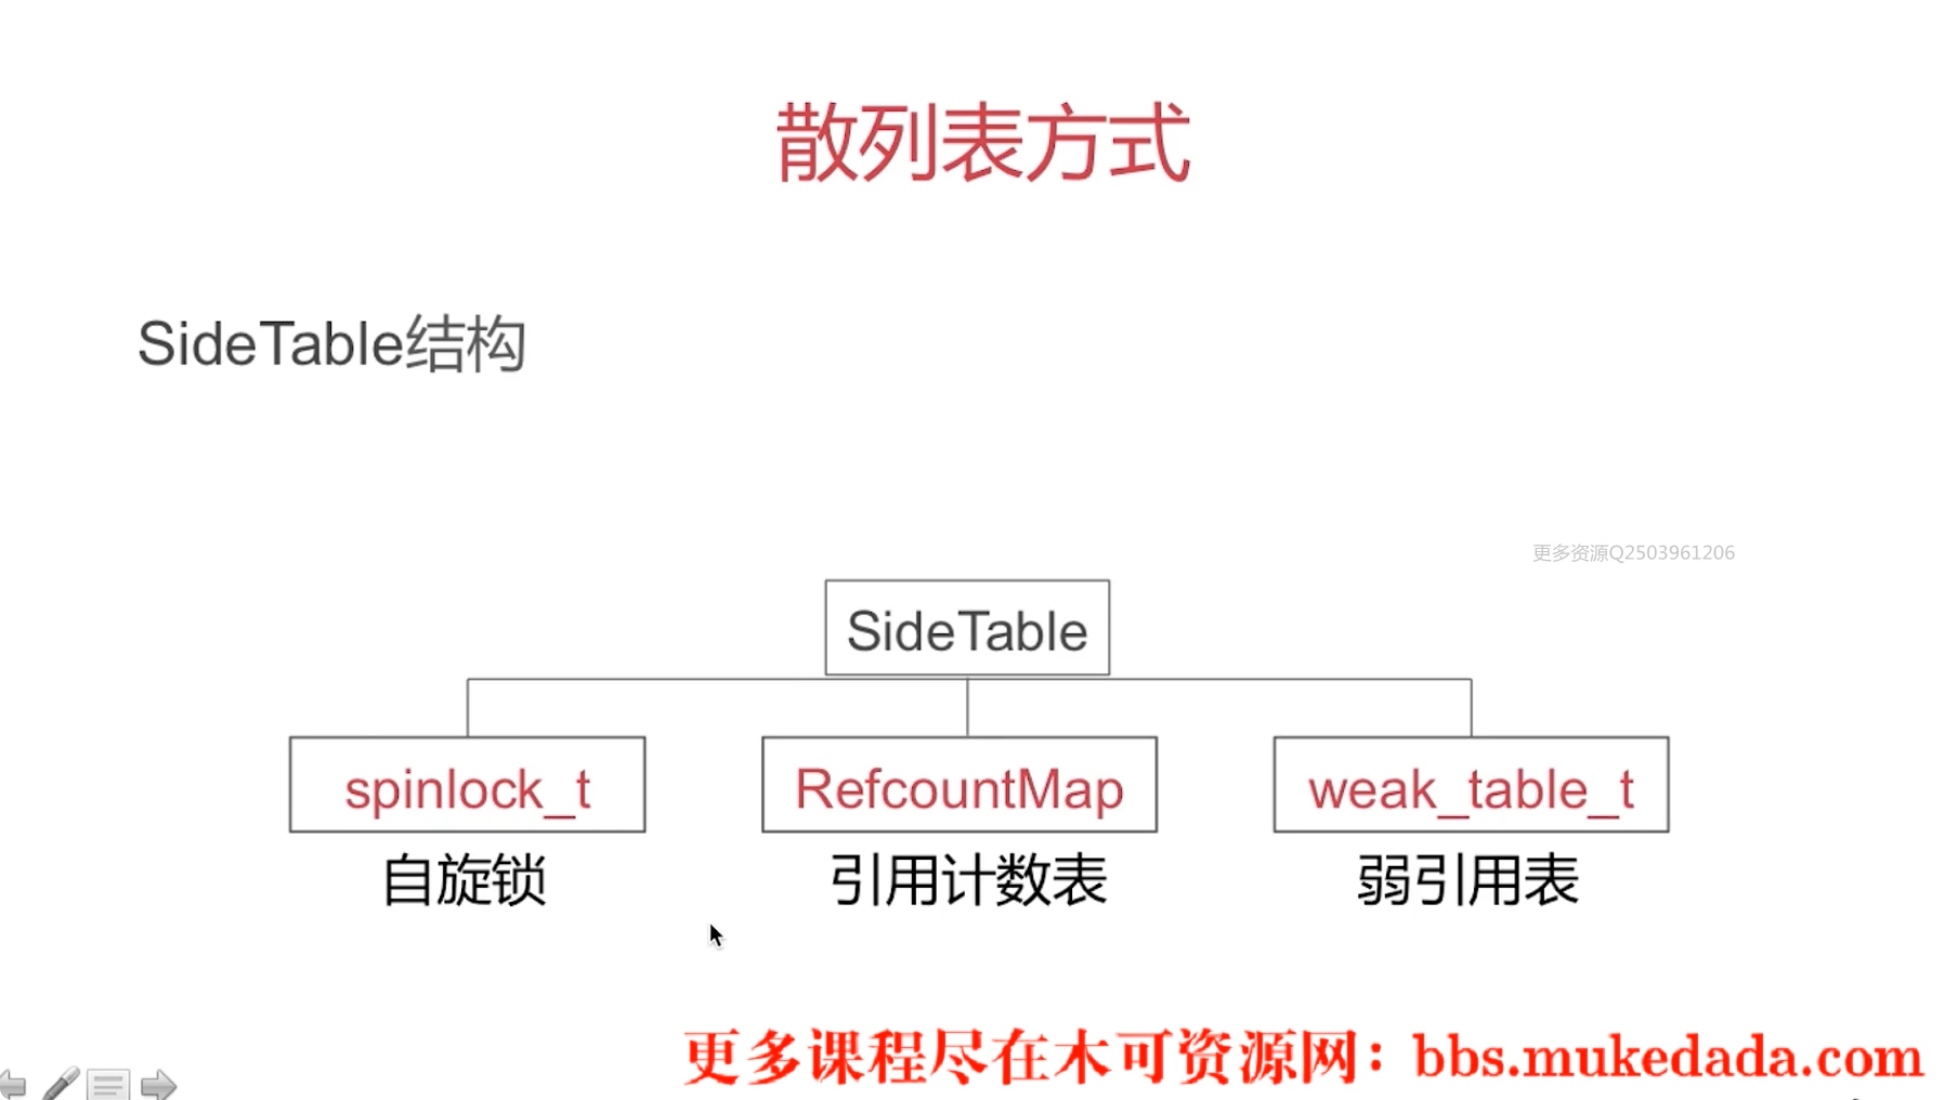 散列表方式
SideTable结构
更多资源Q2503961206
SideTable
spinlock_t
RefcountMap
weak_table_t
自旋锁
引用计数表
弱引用表
更多课程尽在木可资源网：bbs.mukedada.com